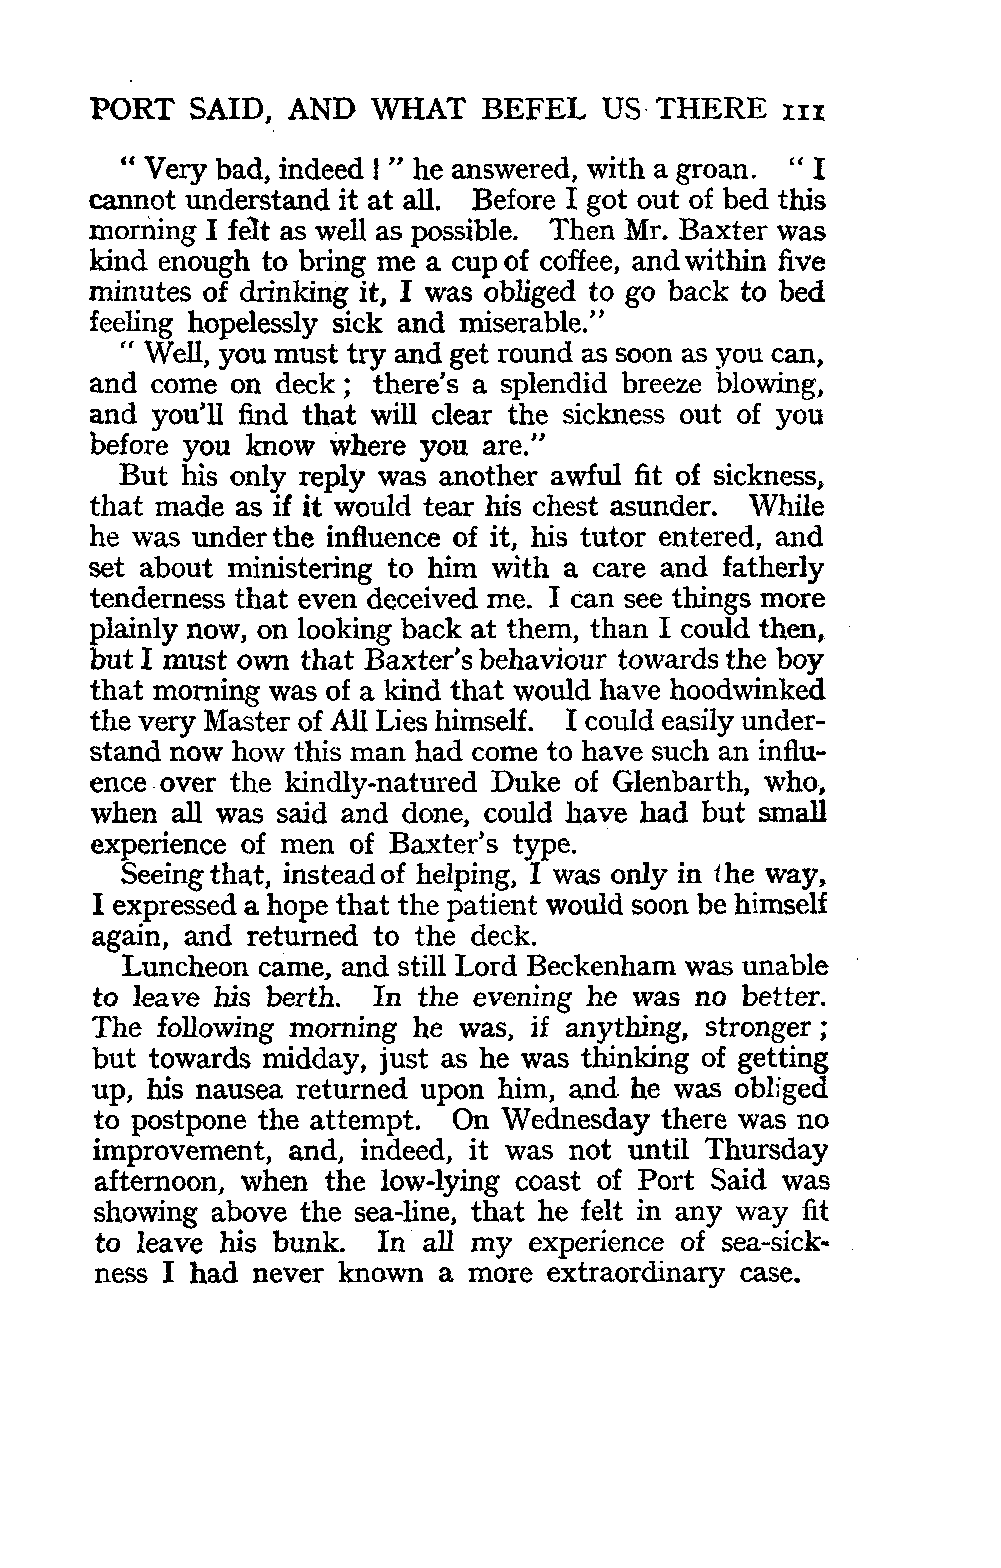 PORT SAID, AND WHAT BEFEL US THERE 111
“ Very bad, indeed ! ” he answered, with a groan. “ I
cannot understand it at all. Before I got out of bed this
morning I felt as well as possible. Then Mr. Baxter was
kind enough to bring me a cup of coffee, and within five
minutes of drinking it, I was obliged to go back to bed
feeling hopelessly sick and miserable.”
“ Well, you must try and get round as soon as you can,
and come on deck ; there’s a splendid breeze blowing,
and you’ll find that will clear the sickness out of you
before you know where you are.”
But his only reply was another awful fit of sickness,
that made as if it would tear his chest asunder. While
he was under the influence of it, his tutor entered, and
set about ministering to him with a care and fatherly
tenderness that even deceived me. I can see things more
plainly now, on looking back at them, than I could then,
but I must own that Baxter’s behaviour towards the boy
that morning was of a kind that would have hoodwinked
the very Master of All Lies himself. I could easily under-
stand now how this man had come to have such an influ-
ence over the kindly-natured Duke of Glenbarth, who,
when all was said and done, could have had but small
experience of men of Baxter’s type.
Seeing that, instead of helping, I was only in the way,
I expressed a hope that the patient would soon be himself
again, and returned to the deck.
Luncheon came, and still Lord Beckenham was unable
to leave his berth. In the evening he was no better.
The following morning he was, if anything, stronger ;
but towards midday, just as he was thinking of getting
up, his nausea returned upon him, and he was obliged
to postpone the attempt. On Wednesday there was no
improvement, and, indeed, it was not until Thursday
afternoon, when the low-lying coast of Port Said was
showing above the sea-line, that he felt in any way fit
to leave his bunk. In all my experience of sea-sick-
ness I had never known a more extraordinary case.